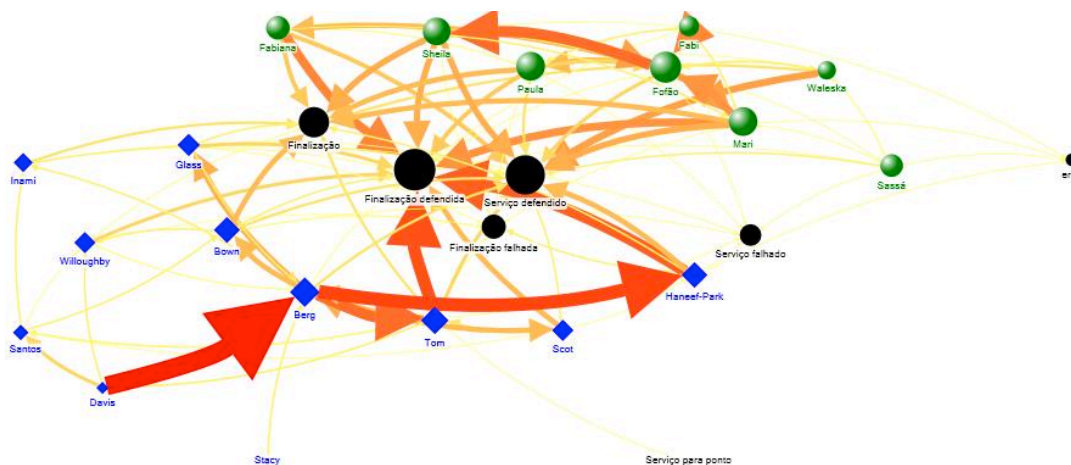 Fabiana
Sheila
Fabi
Paula
Fofão
Waleska
Finalização
Mari
Glass
Inami
Sassá
er
Finalização defendida
Serviço defendido
Willoughby
Bown
Finalização falhada
Serviço falhado
Haneef-Park
Berg
Tom
Scot
Santos
Davis
Stacy
Serviço para ponto